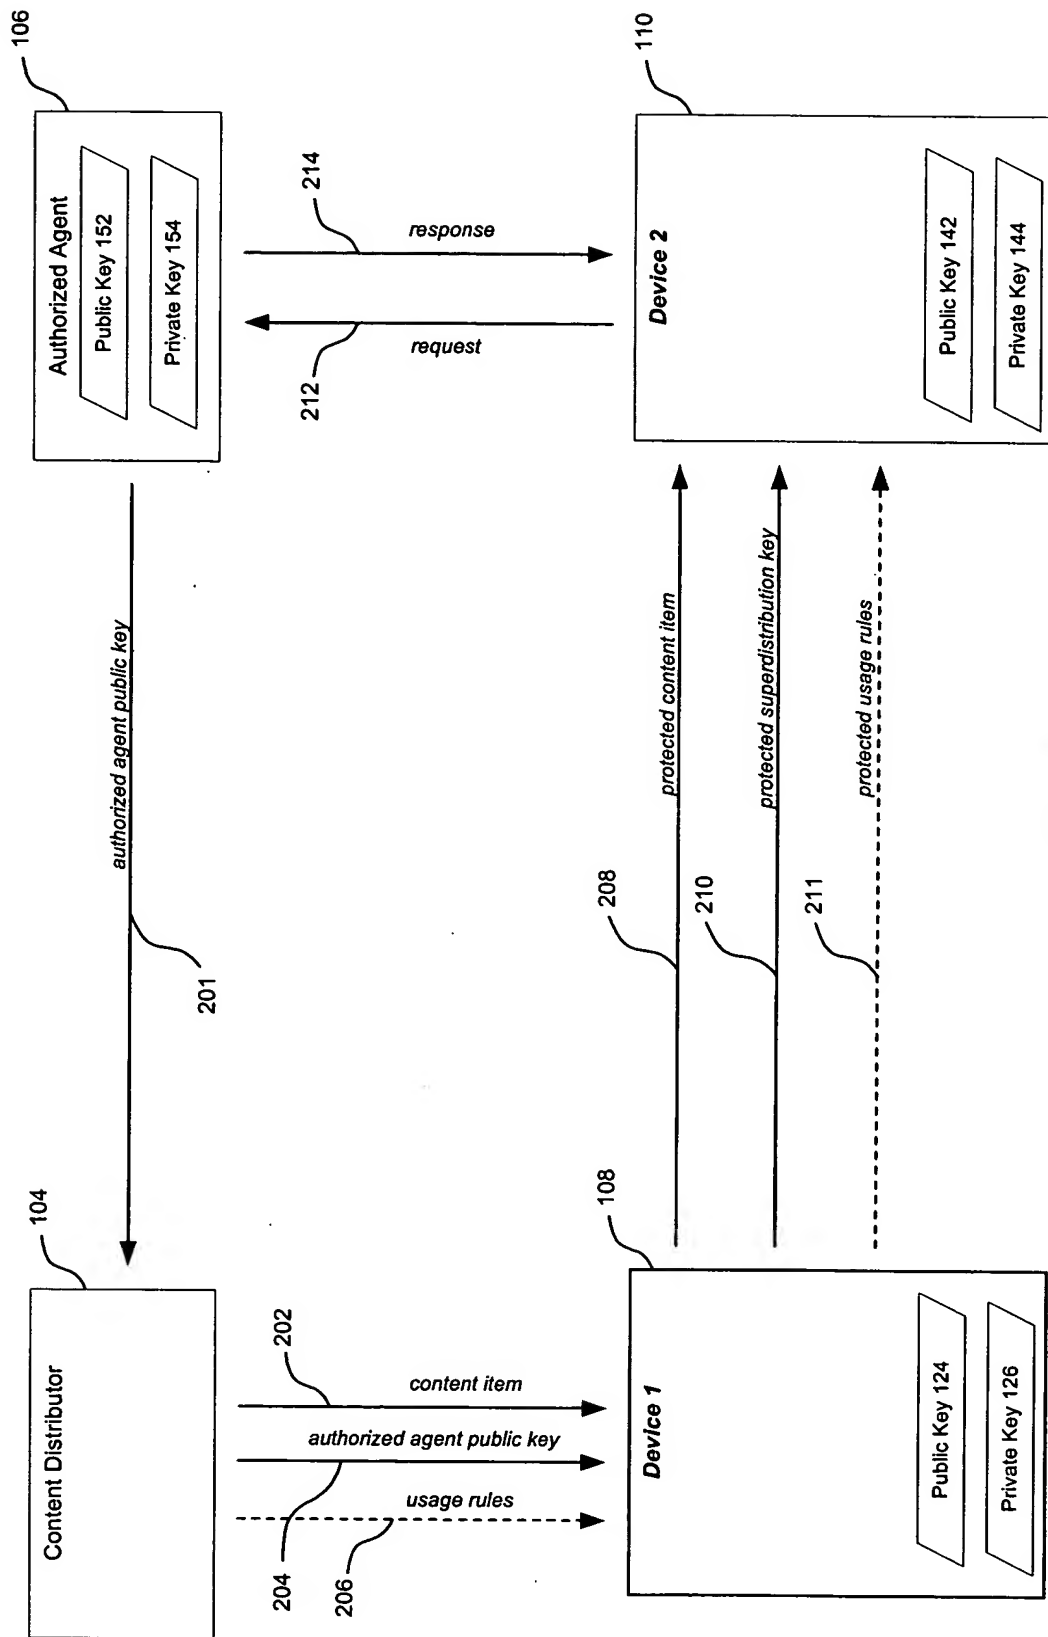 104
Content Distributor
201
authorized agent public key
106
Authorized Agent
Public Key 152
Private Key 154
202
content item
authorized agent public key
usage rules
204
206
212
request
214
response
108
Device 1
Public Key 124
Private Key 126
208
protected content item
210
protected superdistribution key
211
protected usage rules
110
Device 2
Public Key 142
Private Key 144